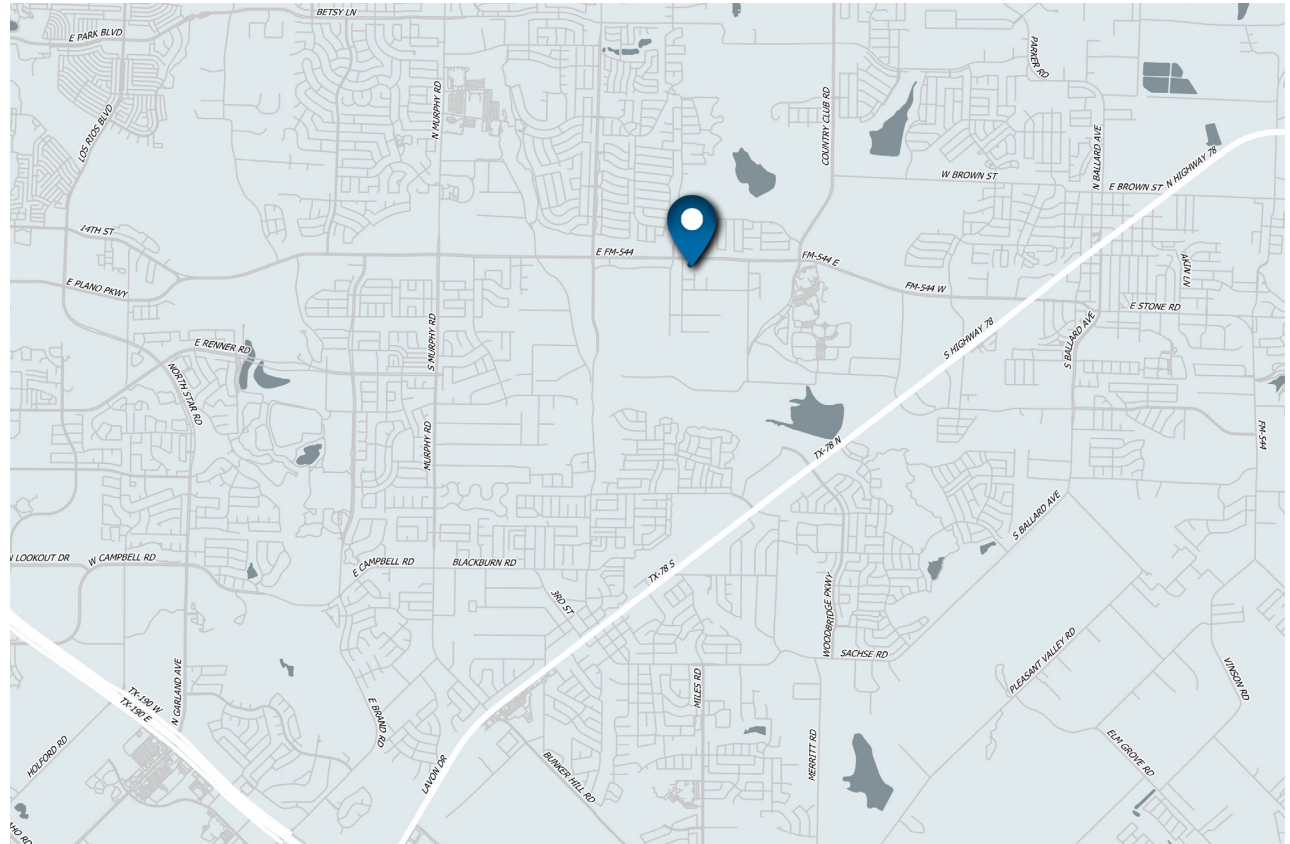 BETSY LN
E PARK BLVD
PARKER RD
N MURPHY RD
COUNTRY CLUB RD
LOS RIOS BLVD
N BALLARD AVE
N HIGHWAY 78
W BROWN ST
E BROWN ST
14TH ST
E FM-544
FM-544 E
AKIN LN
E PLANO PKWY
FM-544 W
E STONE RD
S HIGHWAY 78
S BALLARD AVE
S MURPHY RD
E RENNER RD
NORTH STAR RD
MURPHY RD
TX-78 N
FM-544
S BALLARD AVE
N LOOKOUT DR
W CAMPBELL RD
E CAMPBELL RD
BLACKBURN RD
TX-78 S
3RD ST
WOODBRIDGE PKWY
SACHSE RD
PLEASANT VALLEY RD
VINSON RD
MILES RD
N GARLAND AVE
TX-190 W
TX-190 E
E BRAND RD
HOLFORD RD
LAVON DR
BUNKER HILL RD
MERRITT RD
ELM GROVE RD